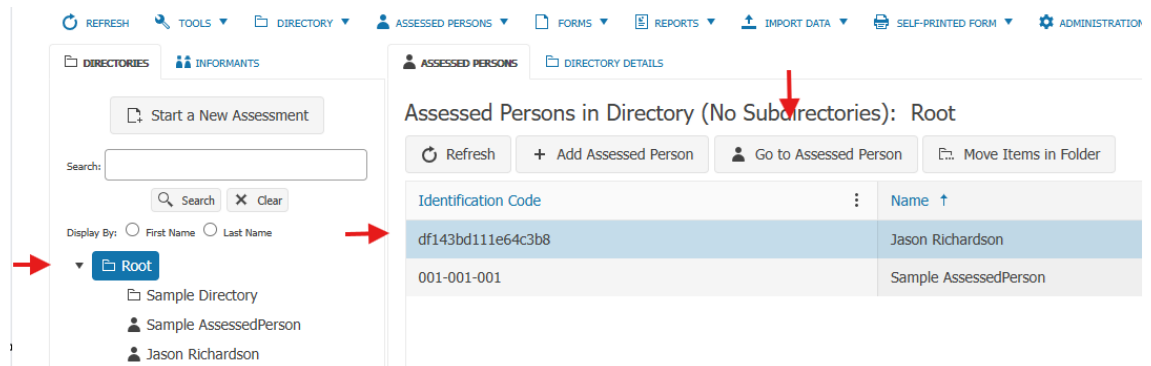 REFRESH TOOLS DIRECTORY ASSESSED PERSONS FORMS REPORTS IMPORT DATA SELF-PRINTED FORM ADMINISTRATION
DIRECTORIES INFORMANTS
ASSESSED PERSONS DIRECTORY DETAILS
Start a New Assessment
Search:
Search Clear
Display By: First Name Last Name
Root
Sample Directory
Sample AssessedPerson
Jason Richardson
Assessed Persons in Directory (No Subdirectories): Root
Refresh + Add Assessed Person Go to Assessed Person Move Items in Folder
Identification Code Name ↑
df143bd111e64c3b8 Jason Richardson
001-001-001 Sample AssessedPerson